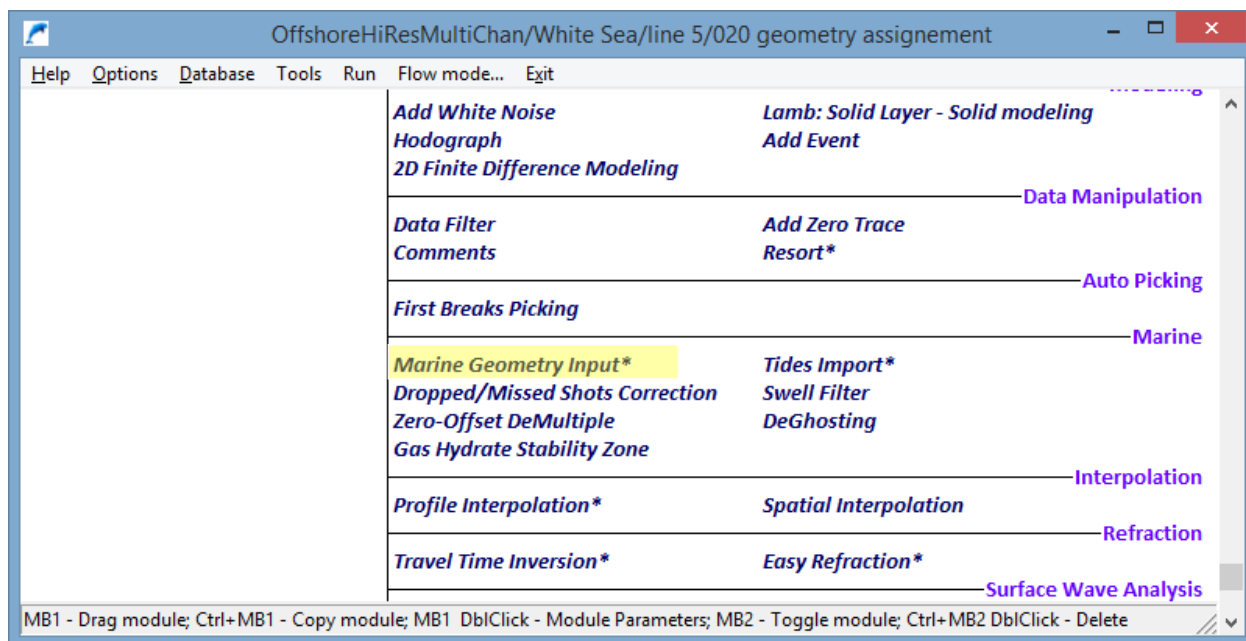 OffshoreHiResMultiChan/White Sea/line 5/020 geometry assignement
Help Options Database Tools Run Flow mode... Exit
Add White Noise Lamb: Solid Layer - Solid modeling
Hodograph Add Event
2D Finite Difference Modeling
Data Manipulation
Data Filter Add Zero Trace
Comments Resort*
Auto Picking
First Breaks Picking
Marine
Marine Geometry Input* Tides Import*
Dropped/Missed Shots Correction Swell Filter
Zero-Offset DeMultiple DeGhosting
Gas Hydrate Stability Zone
Interpolation
Profile Interpolation* Spatial Interpolation
Refraction
Travel Time Inversion* Easy Refraction*
Surface Wave Analysis
MB1 - Drag module; Ctrl+MB1 - Copy module; MB1 DblClick - Module Parameters; MB2 - Toggle module; Ctrl+MB2 DblClick - Delete